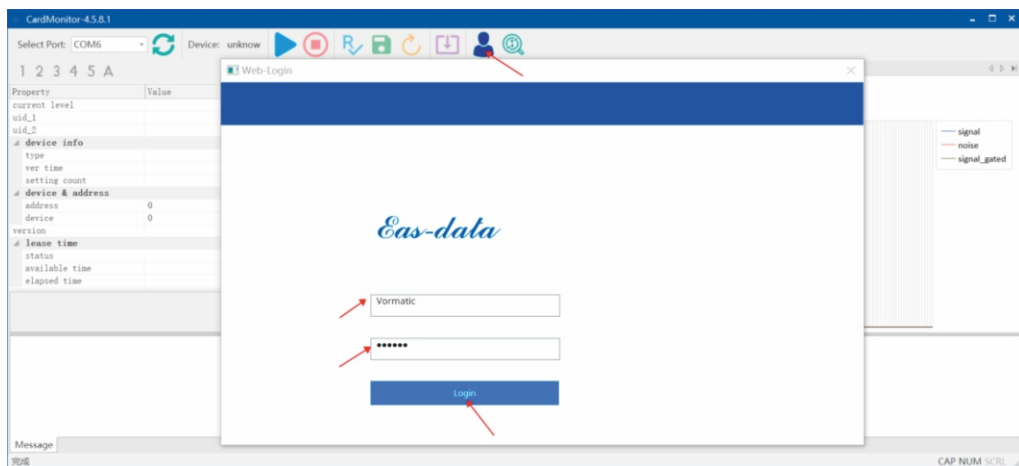 CardMonitor-4.5.8.1
Select Port: COM6 Device: unknow
1 2 3 4 5 A
Web-Login
Property Value
current level
uid_1
uid_2
device info
type
ver time
setting count
device & address
address 0
device 0
version
lease time
status
available time
elapsed time
signal
noise
signal_gated
Eas-data
Vormatic
••••••
Login
Message
完成 CAP NUM SCRL